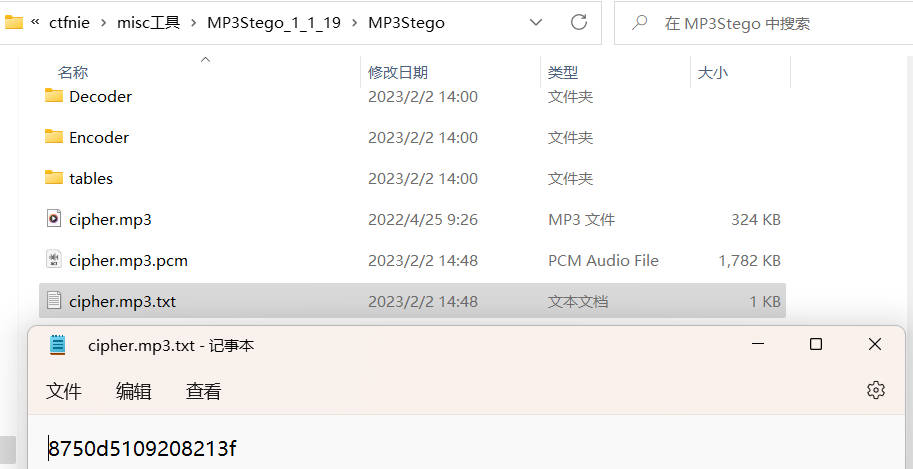 « ctfnie > misc工具 > MP3Stego_1_1_19 > MP3Stego
在 MP3Stego 中搜索
名称 修改日期 类型 大小
Decoder 2023/2/2 14:00 文件夹
Encoder 2023/2/2 14:00 文件夹
tables 2023/2/2 14:00 文件夹
cipher.mp3 2022/4/25 9:26 MP3 文件 324 KB
cipher.mp3.pcm 2023/2/2 14:48 PCM Audio File 1,782 KB
cipher.mp3.txt 2023/2/2 14:48 文本文档 1 KB
cipher.mp3.txt - 记事本
文件 编辑 查看
8750d5109208213f